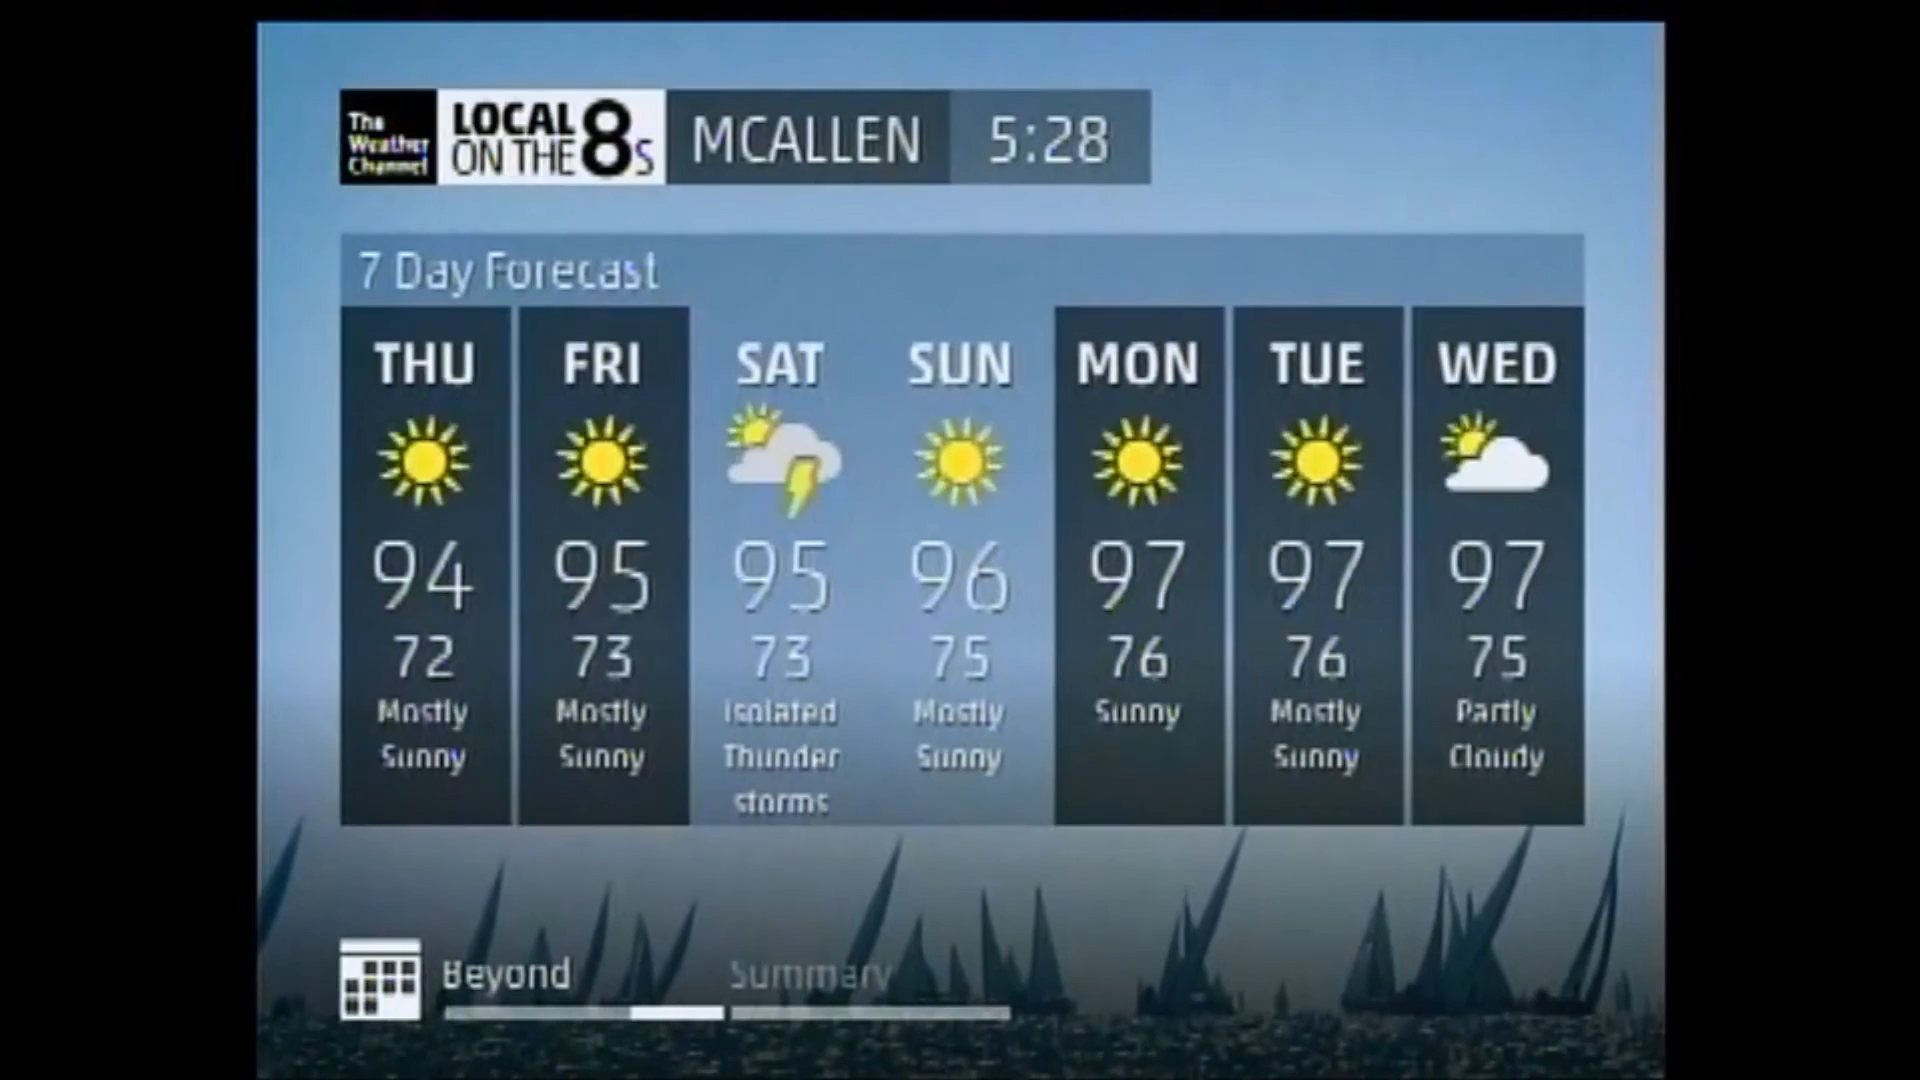 The
Weather
Channel
LOCAL
ON THE 8s
MCALLEN
5:28
7 Day Forecast
THU
94
72
Mostly
Sunny
FRI
95
73
Mostly
Sunny
SAT
95
73
Isolated
Thunder
storms
SUN
96
75
Mostly
Sunny
MON
97
76
Sunny
TUE
97
76
Mostly
Sunny
WED
97
75
Partly
Cloudy
Beyond
Summary